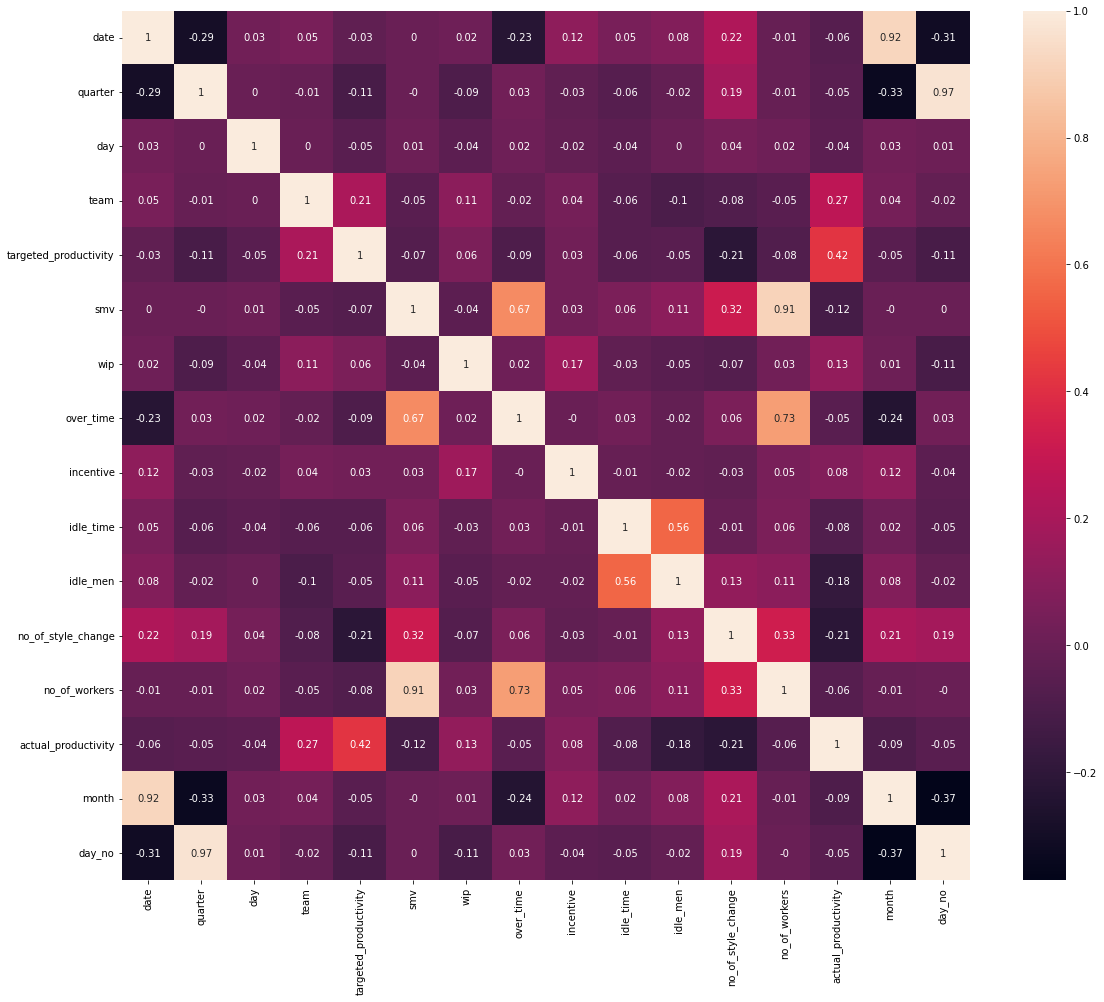 1.0
date 1 -0.29 0.03 0.05 -0.03 0 0.02 -0.23 0.12 0.05 0.08 0.22 -0.01 -0.06 0.92 -0.31
quarter -0.29 1 0 -0.01 -0.11 -0 -0.09 0.03 -0.03 -0.06 -0.02 0.19 -0.01 -0.05 -0.33 0.97
0.8
day 0.03 0 1 0 -0.05 0.01 -0.04 0.02 -0.02 -0.04 0 0.04 0.02 -0.04 0.03 0.01
team 0.05 -0.01 0 1 0.21 -0.05 0.11 -0.02 0.04 -0.06 -0.1 -0.08 -0.05 0.27 0.04 -0.02
targeted_productivity -0.03 -0.11 -0.05 0.21 1 -0.07 0.06 -0.09 0.03 -0.06 -0.05 -0.21 -0.08 0.42 -0.05 -0.11
0.6
smv 0 -0 0.01 -0.05 -0.07 1 -0.04 0.67 0.03 0.06 0.11 0.32 0.91 -0.12 -0 0
wip 0.02 -0.09 -0.04 0.11 0.06 -0.04 1 0.02 0.17 -0.03 -0.05 -0.07 0.03 0.13 0.01 -0.11
0.4
over_time -0.23 0.03 0.02 -0.02 -0.09 0.67 0.02 1 -0 0.03 -0.02 0.06 0.73 -0.05 -0.24 0.03
incentive 0.12 -0.03 -0.02 0.04 0.03 0.03 0.17 -0 1 -0.01 -0.02 -0.03 0.05 0.08 0.12 -0.04
0.2
idle_time 0.05 -0.06 -0.04 -0.06 -0.06 0.06 -0.03 0.03 -0.01 1 0.56 -0.01 0.06 -0.08 0.02 -0.05
idle_men 0.08 -0.02 0 -0.1 -0.05 0.11 -0.05 -0.02 -0.02 0.56 1 0.13 0.11 -0.18 0.08 -0.02
no_of_style_change 0.22 0.19 0.04 -0.08 -0.21 0.32 -0.07 0.06 -0.03 -0.01 0.13 1 0.33 -0.21 0.21 0.19
0.0
no_of_workers -0.01 -0.01 0.02 -0.05 -0.08 0.91 0.03 0.73 0.05 0.06 0.11 0.33 1 -0.06 -0.01 -0
actual_productivity -0.06 -0.05 -0.04 0.27 0.42 -0.12 0.13 -0.05 0.08 -0.08 -0.18 -0.21 -0.06 1 -0.09 -0.05
−0.2
month 0.92 -0.33 0.03 0.04 -0.05 -0 0.01 -0.24 0.12 0.02 0.08 0.21 -0.01 -0.09 1 -0.37
day_no -0.31 0.97 0.01 -0.02 -0.11 0 -0.11 0.03 -0.04 -0.05 -0.02 0.19 -0 -0.05 -0.37 1
date quarter day team targeted_productivity smv wip over_time incentive idle_time idle_men no_of_style_change no_of_workers actual_productivity month day_no